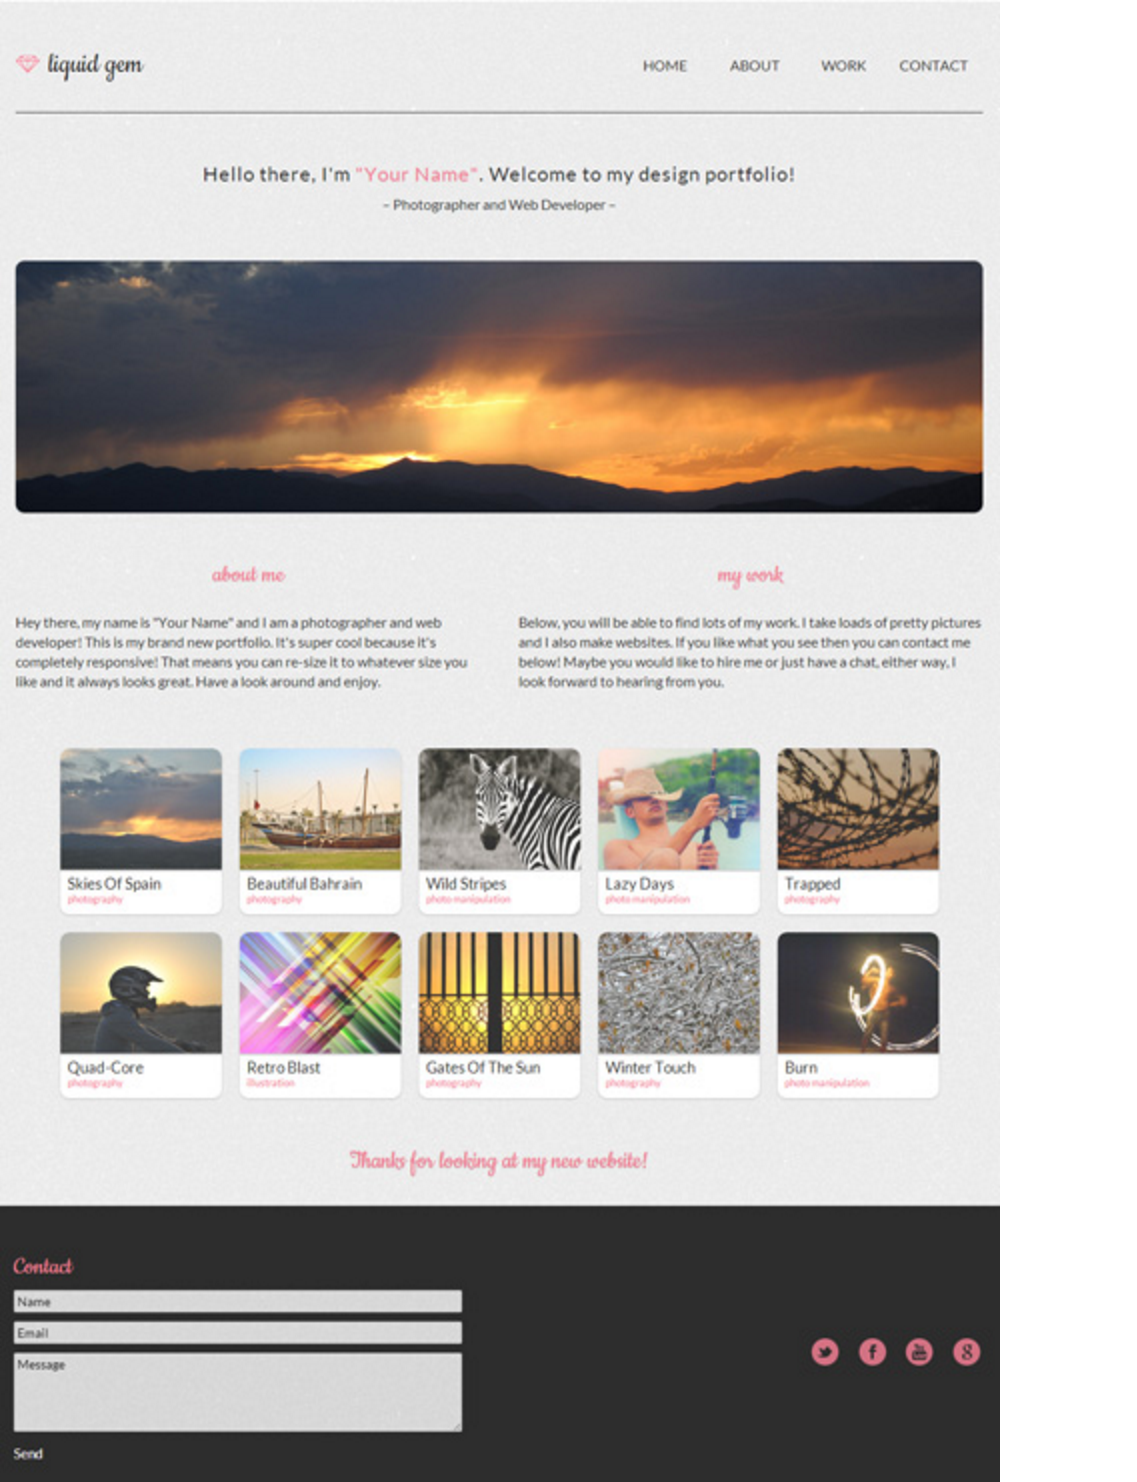 liquid gem
HOME ABOUT WORK CONTACT
Hello there, I'm "Your Name". Welcome to my design portfolio!
– Photographer and Web Developer –
about me
Hey there, my name is "Your Name" and I am a photographer and web
developer! This is my brand new portfolio. It's super cool because it's
completely responsive! That means you can re-size it to whatever size you
like and it always looks great. Have a look around and enjoy.
my work
Below, you will be able to find lots of my work. I take loads of pretty pictures
and I also make websites. If you like what you see then you can contact me
below! Maybe you would like to hire me or just have a chat, either way, I
look forward to hearing from you.
Skies Of Spain
photography
Beautiful Bahrain
photography
Wild Stripes
photo manipulation
Lazy Days
photo manipulation
Trapped
photography
Quad-Core
photography
Retro Blast
illustration
Gates Of The Sun
photography
Winter Touch
photography
Burn
photo manipulation
Thanks for looking at my new website!
Contact
Name
Email
Message
Send